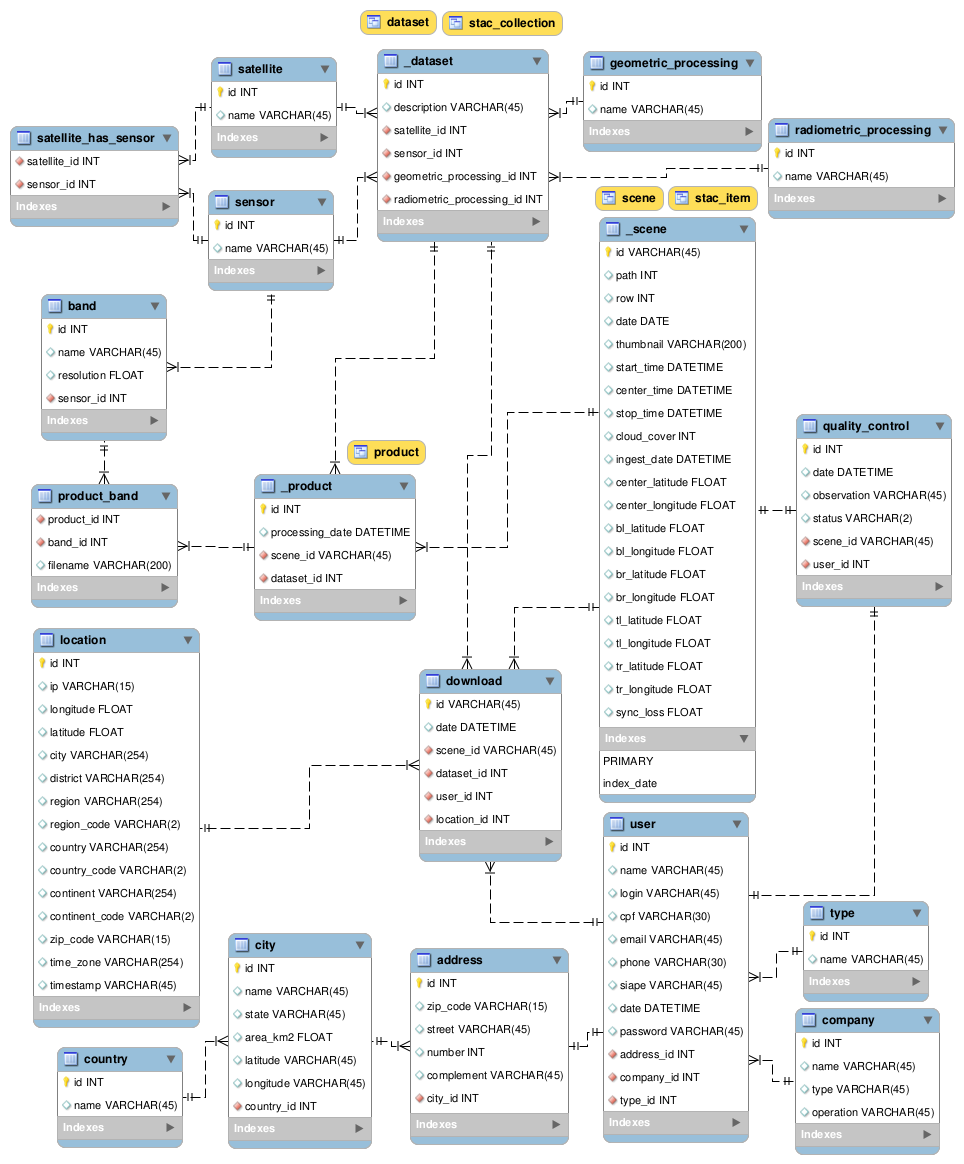 dataset
stac_collection
satellite
id INT
name VARCHAR(45)
Indexes
_dataset
id INT
description VARCHAR(45)
satellite_id INT
sensor_id INT
geometric_processing_id INT
radiometric_processing_id INT
Indexes
geometric_processing
id INT
name VARCHAR(45)
Indexes
radiometric_processing
id INT
name VARCHAR(45)
Indexes
satellite_has_sensor
satellite_id INT
sensor_id INT
Indexes
sensor
id INT
name VARCHAR(45)
Indexes
scene
stac_item
_scene
id VARCHAR(45)
path INT
row INT
date DATE
thumbnail VARCHAR(200)
start_time DATETIME
center_time DATETIME
stop_time DATETIME
cloud_cover INT
ingest_date DATETIME
center_latitude FLOAT
center_longitude FLOAT
bl_latitude FLOAT
bl_longitude FLOAT
br_latitude FLOAT
br_longitude FLOAT
tl_latitude FLOAT
tl_longitude FLOAT
tr_latitude FLOAT
tr_longitude FLOAT
sync_loss FLOAT
Indexes
PRIMARY
index_date
band
id INT
name VARCHAR(45)
resolution FLOAT
sensor_id INT
Indexes
quality_control
id INT
date DATETIME
observation VARCHAR(45)
status VARCHAR(2)
scene_id VARCHAR(45)
user_id INT
Indexes
product
_product
id INT
processing_date DATETIME
scene_id VARCHAR(45)
dataset_id INT
Indexes
product_band
product_id INT
band_id INT
filename VARCHAR(200)
Indexes
location
id INT
ip VARCHAR(15)
longitude FLOAT
latitude FLOAT
city VARCHAR(254)
district VARCHAR(254)
region VARCHAR(254)
region_code VARCHAR(2)
country VARCHAR(254)
country_code VARCHAR(2)
continent VARCHAR(254)
continent_code VARCHAR(2)
zip_code VARCHAR(15)
time_zone VARCHAR(254)
timestamp VARCHAR(45)
Indexes
download
id VARCHAR(45)
date DATETIME
scene_id VARCHAR(45)
dataset_id INT
user_id INT
location_id INT
Indexes
user
id INT
name VARCHAR(45)
login VARCHAR(45)
cpf VARCHAR(30)
email VARCHAR(45)
phone VARCHAR(30)
siape VARCHAR(45)
date DATETIME
password VARCHAR(45)
address_id INT
company_id INT
type_id INT
Indexes
type
id INT
name VARCHAR(45)
Indexes
city
id INT
name VARCHAR(45)
state VARCHAR(45)
area_km2 FLOAT
latitude VARCHAR(45)
longitude VARCHAR(45)
country_id INT
Indexes
address
id INT
zip_code VARCHAR(15)
street VARCHAR(45)
number INT
complement VARCHAR(45)
city_id INT
Indexes
company
id INT
name VARCHAR(45)
type VARCHAR(45)
operation VARCHAR(45)
Indexes
country
id INT
name VARCHAR(45)
Indexes